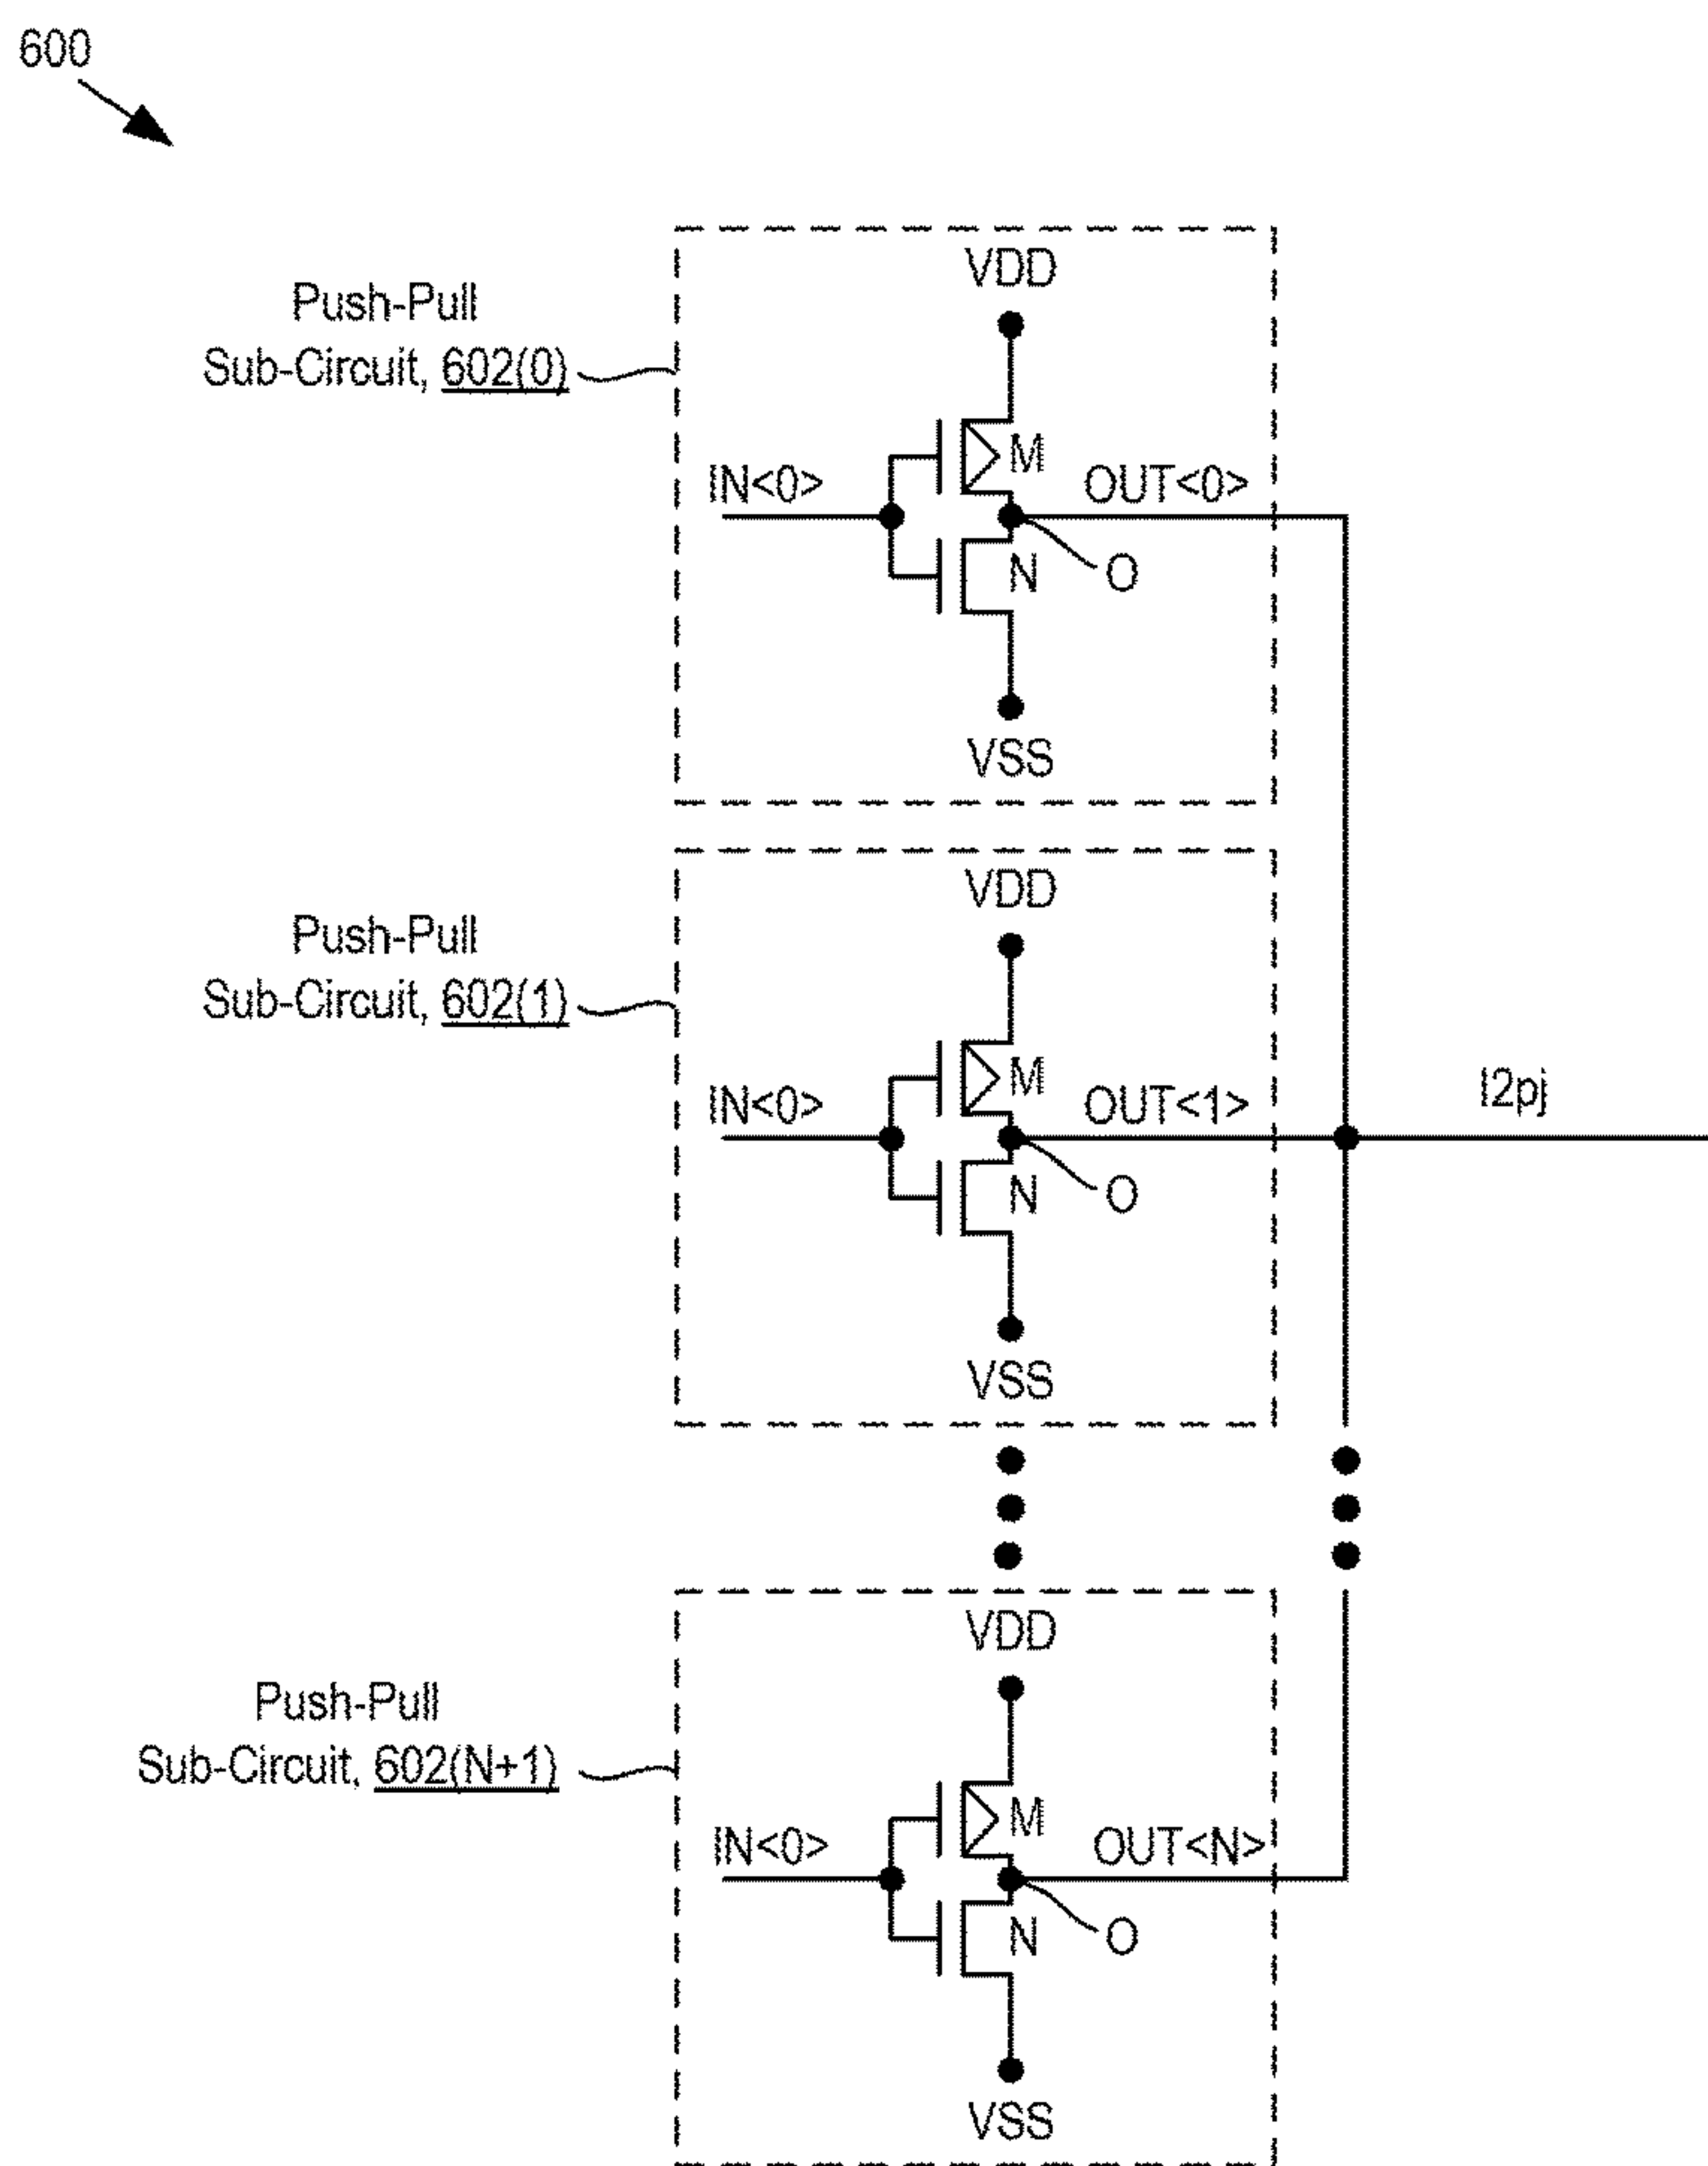 600
VDD
Push-Pull
Sub-Circuit, 602(0)
M
IN<0>
OUT<0>
N
O
VSS
VDD
Push-Pull
Sub-Circuit, 602(1)
M
IN<0>
OUT<1>
I2pj
N
O
VSS
VDD
Push-Pull
Sub-Circuit, 602(N+1)
M
IN<0>
OUT<N>
N
O
VSS